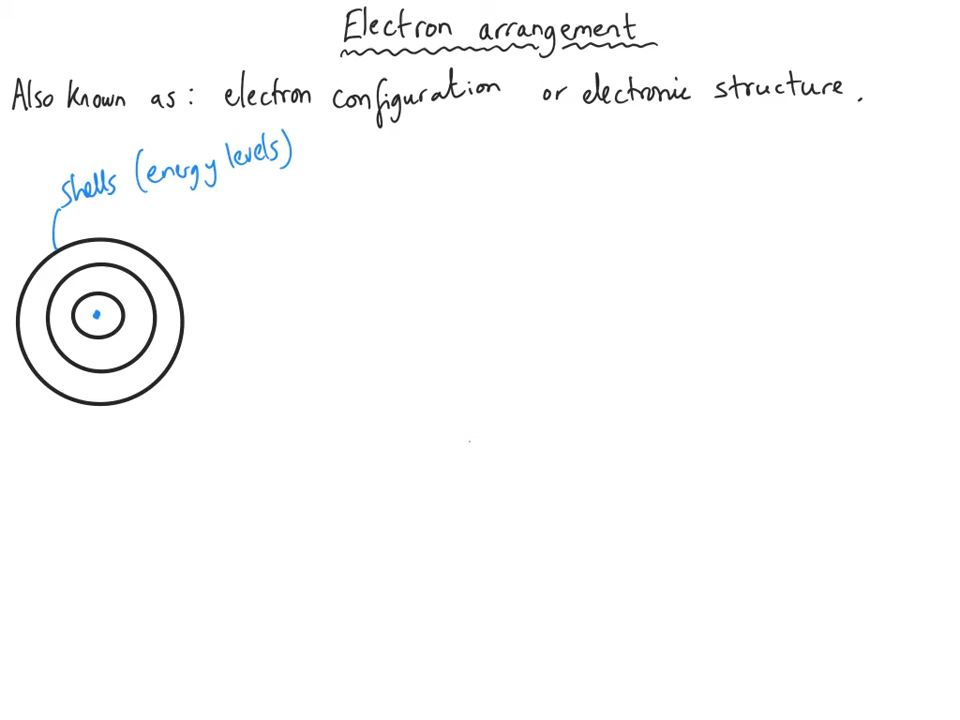 Electron arrangement
Also known as: electron configuration or electronic structure.
shells (energy levels)